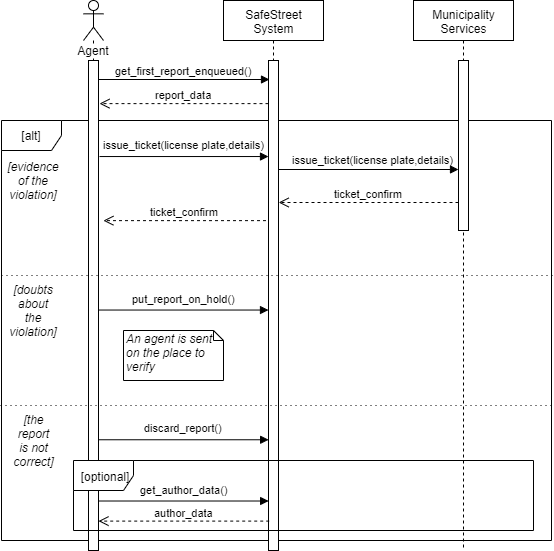 SafeStreet
System
Municipality
Services
Agent
get_first_report_enqueued()
report_data
[alt]
issue_ticket(license plate,details)
[evidence
of the
violation]
issue_ticket(license plate,details)
ticket_confirm
ticket_confirm
[doubts
about
the
violation]
put_report_on_hold()
An agent is sent
on the place to
verify
[the
report
is not
correct]
discard_report()
[optional]
get_author_data()
author_data